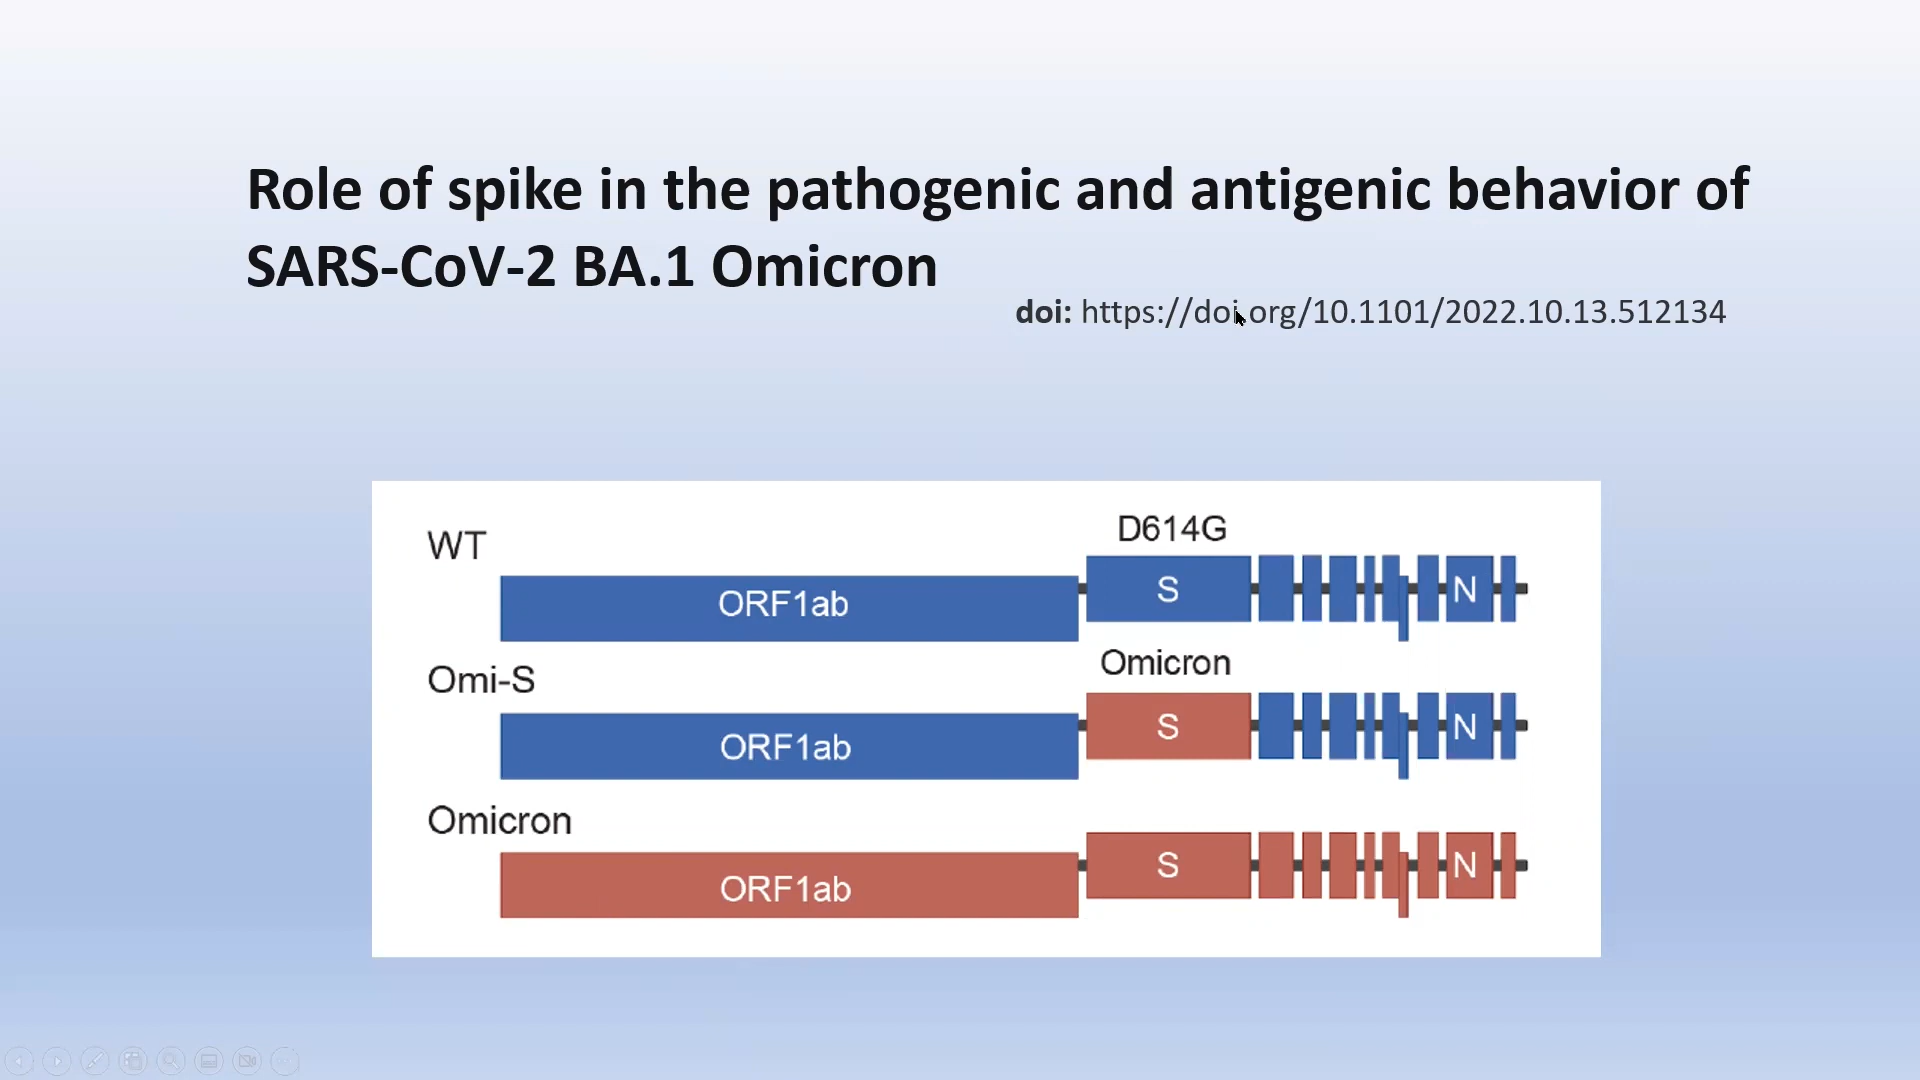 Role of spike in the pathogenic and antigenic behavior of
SARS-CoV-2 BA.1 Omicron
doi: https://doi.org/10.1101/2022.10.13.512134
WT
D614G
ORF1ab
S
N
Omi-S
Omicron
ORF1ab
S
N
Omicron
ORF1ab
S
N